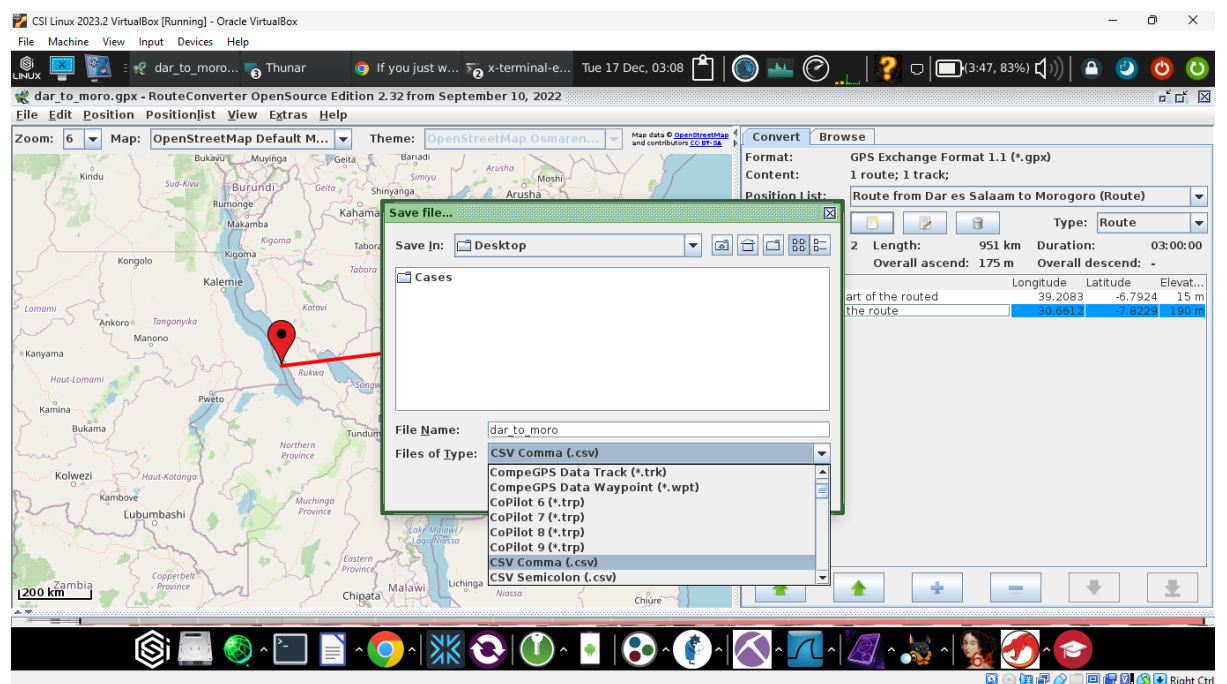 CSI Linux 2023.2 VirtualBox [Running] - Oracle VirtualBox
File Machine View Input Devices Help
LINUX dar_to_moro... 3 Thunar If you just w... 2 x-terminal-e... Tue 17 Dec, 03:08 (3:47, 83%)
dar_to_moro.gpx - RouteConverter OpenSource Edition 2.32 from September 10, 2022
File Edit Position Positionlist View Extras Help
Zoom: 6 Map: OpenStreetMap Default M... Theme: OpenStreetMap Osmaren... Map data © OpenStreetMap
and contributors CC-BY-SA
Convert Browse
Format: GPS Exchange Format 1.1 (*.gpx)
Content: 1 route; 1 track;
Position List: Route from Dar es Salaam to Morogoro (Route)
Type: Route
2 Length: 951 km Duration: 03:00:00
Overall ascend: 175 m Overall descend: -
Longitude Latitude Elevat...
art of the routed 39.2083 -6.7924 15 m
the route 30.6612 -7.8229 190 m
Bukavu Muyinga Geita Bariadi
Kindu Sud-Kivu Burundi Geita Simiyu Arusha Moshi
Shinyanga Arusha
Rumonge Kahama
Makamba
Kigoma Tabora
Kongolo Kigoma
Kalemie Tabora
Lomami Katavi
Ankoro Tanganyika
Manono
Kanyama
Rukwa
Haut-Lomami Songw
Pweto
Kamina
Bukama Tundum
Northern
Province
Kolwezi Haut-Katanga
Kambove Muchinga
Province
Lubumbashi
Lake Malawi /
Lago Niassa
Eastern
Province
Copperbelt
Province
Zambia Malawi Lichinga Niassa
200 km Chipata Chiúre
Save file...
Save In: Desktop
Cases
File Name: dar_to_moro
Files of Type: CSV Comma (.csv)
CompeGPS Data Track (*.trk)
CompeGPS Data Waypoint (*.wpt)
CoPilot 6 (*.trp)
CoPilot 7 (*.trp)
CoPilot 8 (*.trp)
CoPilot 9 (*.trp)
CSV Comma (.csv)
CSV Semicolon (.csv)
64
Right Ctrl